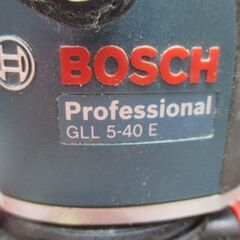 BOSCH
Professional
GLL 5-40 E